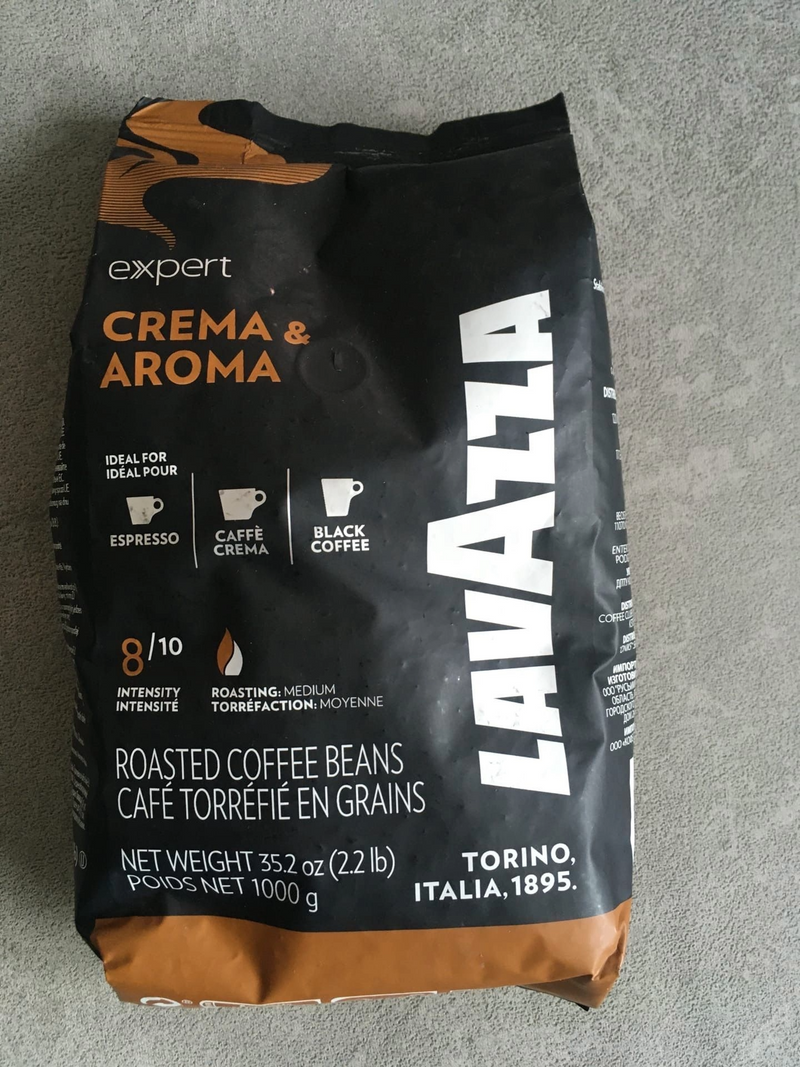 expert
CREMA &
AROMA
IDEAL FOR
IDÉAL POUR
ESPRESSO
CAFFÈ
CREMA
BLACK
COFFEE
8/10
INTENSITY
INTENSITÉ
ROASTING: MEDIUM
TORRÉFACTION: MOYENNE
ROASTED COFFEE BEANS
CAFÉ TORRÉFIÉ EN GRAINS
NET WEIGHT 35.2 oz (2.2 lb)
POIDS NET 1000 g
LAVAZZA
TORINO,
ITALIA, 1895.